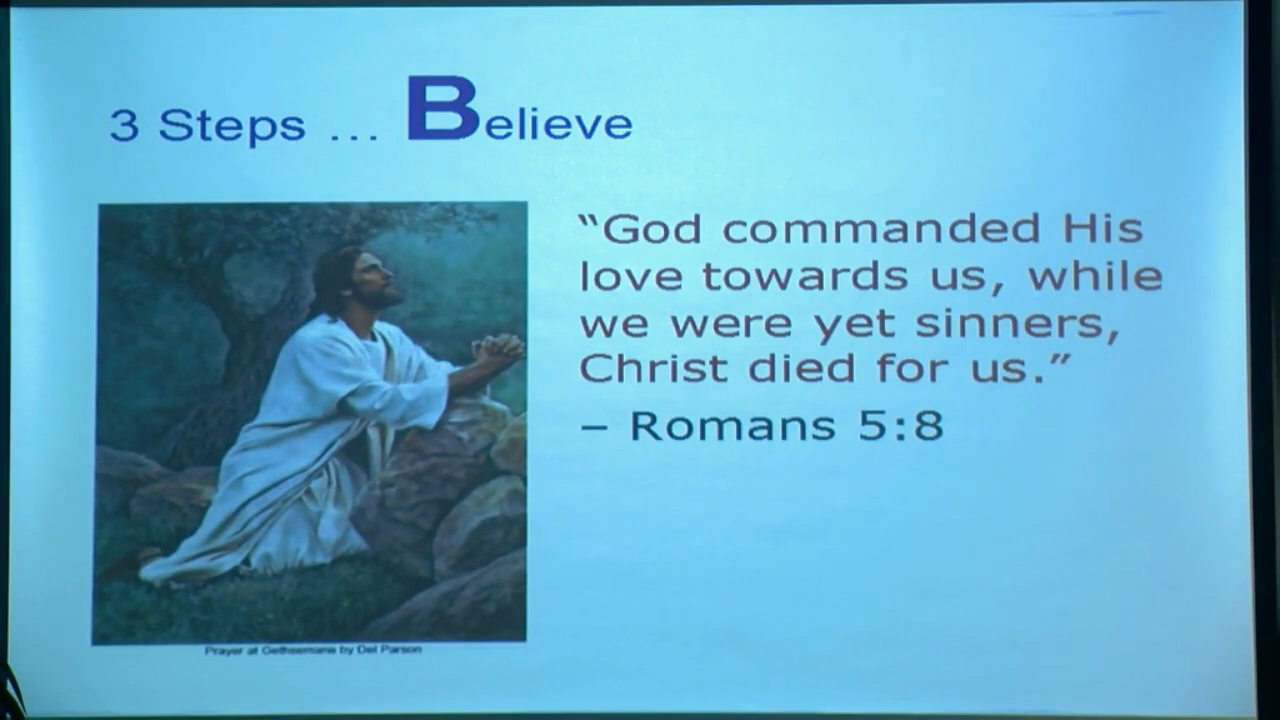 3 Steps ... Believe
“God commanded His
love towards us, while
we were yet sinners,
Christ died for us.”
– Romans 5:8
Prayer at Gethsemane by Del Parson